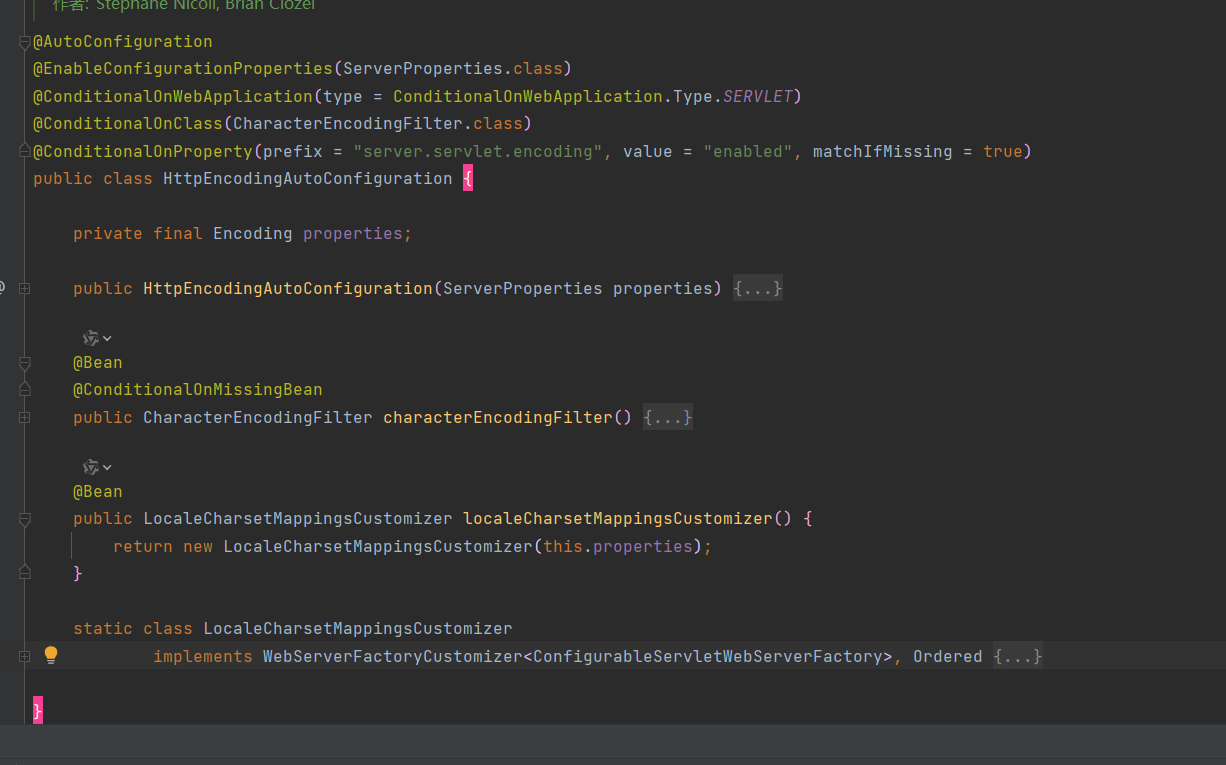 作者: Stephane Nicoll, Brian Clozel
@AutoConfiguration
@EnableConfigurationProperties(ServerProperties.class)
@ConditionalOnWebApplication(type = ConditionalOnWebApplication.Type.SERVLET)
@ConditionalOnClass(CharacterEncodingFilter.class)
@ConditionalOnProperty(prefix = "server.servlet.encoding", value = "enabled", matchIfMissing = true)
public class HttpEncodingAutoConfiguration {
private final Encoding properties;
public HttpEncodingAutoConfiguration(ServerProperties properties) {...}
@Bean
@ConditionalOnMissingBean
public CharacterEncodingFilter characterEncodingFilter() {...}
@Bean
public LocaleCharsetMappingsCustomizer localeCharsetMappingsCustomizer() {
return new LocaleCharsetMappingsCustomizer(this.properties);
}
static class LocaleCharsetMappingsCustomizer
implements WebServerFactoryCustomizer<ConfigurableServletWebServerFactory>, Ordered {...}
}